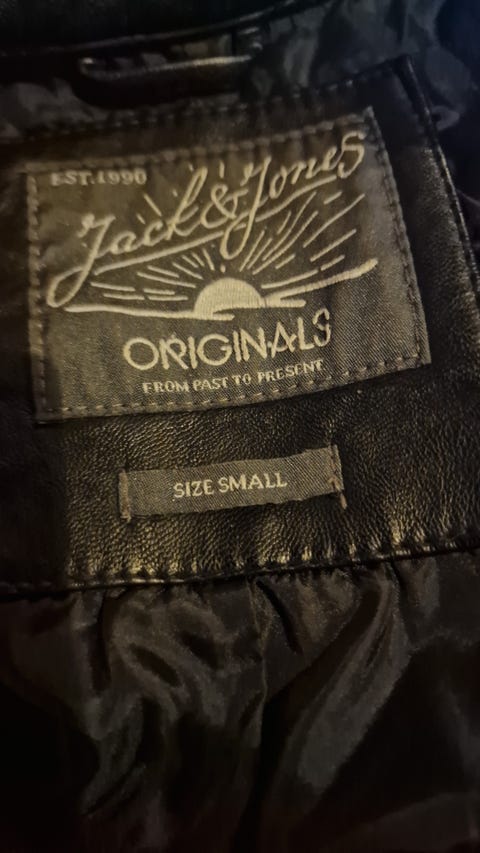 EST.1990
Jack&Jones
ORIGINALS
FROM PAST TO PRESENT
SIZE SMALL